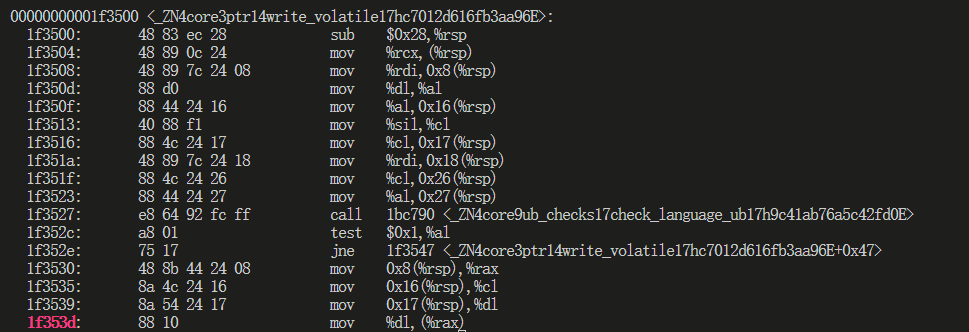 00000000001f3500 <_ZN4core3ptr14write_volatile17hc7012d616fb3aa96E>:
1f3500: 48 83 ec 28 sub $0x28,%rsp
1f3504: 48 89 0c 24 mov %rcx,(%rsp)
1f3508: 48 89 7c 24 08 mov %rdi,0x8(%rsp)
1f350d: 88 d0 mov %dl,%al
1f350f: 88 44 24 16 mov %al,0x16(%rsp)
1f3513: 40 88 f1 mov %sil,%cl
1f3516: 88 4c 24 17 mov %cl,0x17(%rsp)
1f351a: 48 89 7c 24 18 mov %rdi,0x18(%rsp)
1f351f: 88 4c 24 26 mov %cl,0x26(%rsp)
1f3523: 88 44 24 27 mov %al,0x27(%rsp)
1f3527: e8 64 92 fc ff call 1bc790 <_ZN4core9ub_checks17check_language_ub17h9c41ab76a5c42fd0E>
1f352c: a8 01 test $0x1,%al
1f352e: 75 17 jne 1f3547 <_ZN4core3ptr14write_volatile17hc7012d616fb3aa96E+0x47>
1f3530: 48 8b 44 24 08 mov 0x8(%rsp),%rax
1f3535: 8a 4c 24 16 mov 0x16(%rsp),%cl
1f3539: 8a 54 24 17 mov 0x17(%rsp),%dl
1f353d: 88 10 mov %dl,(%rax)